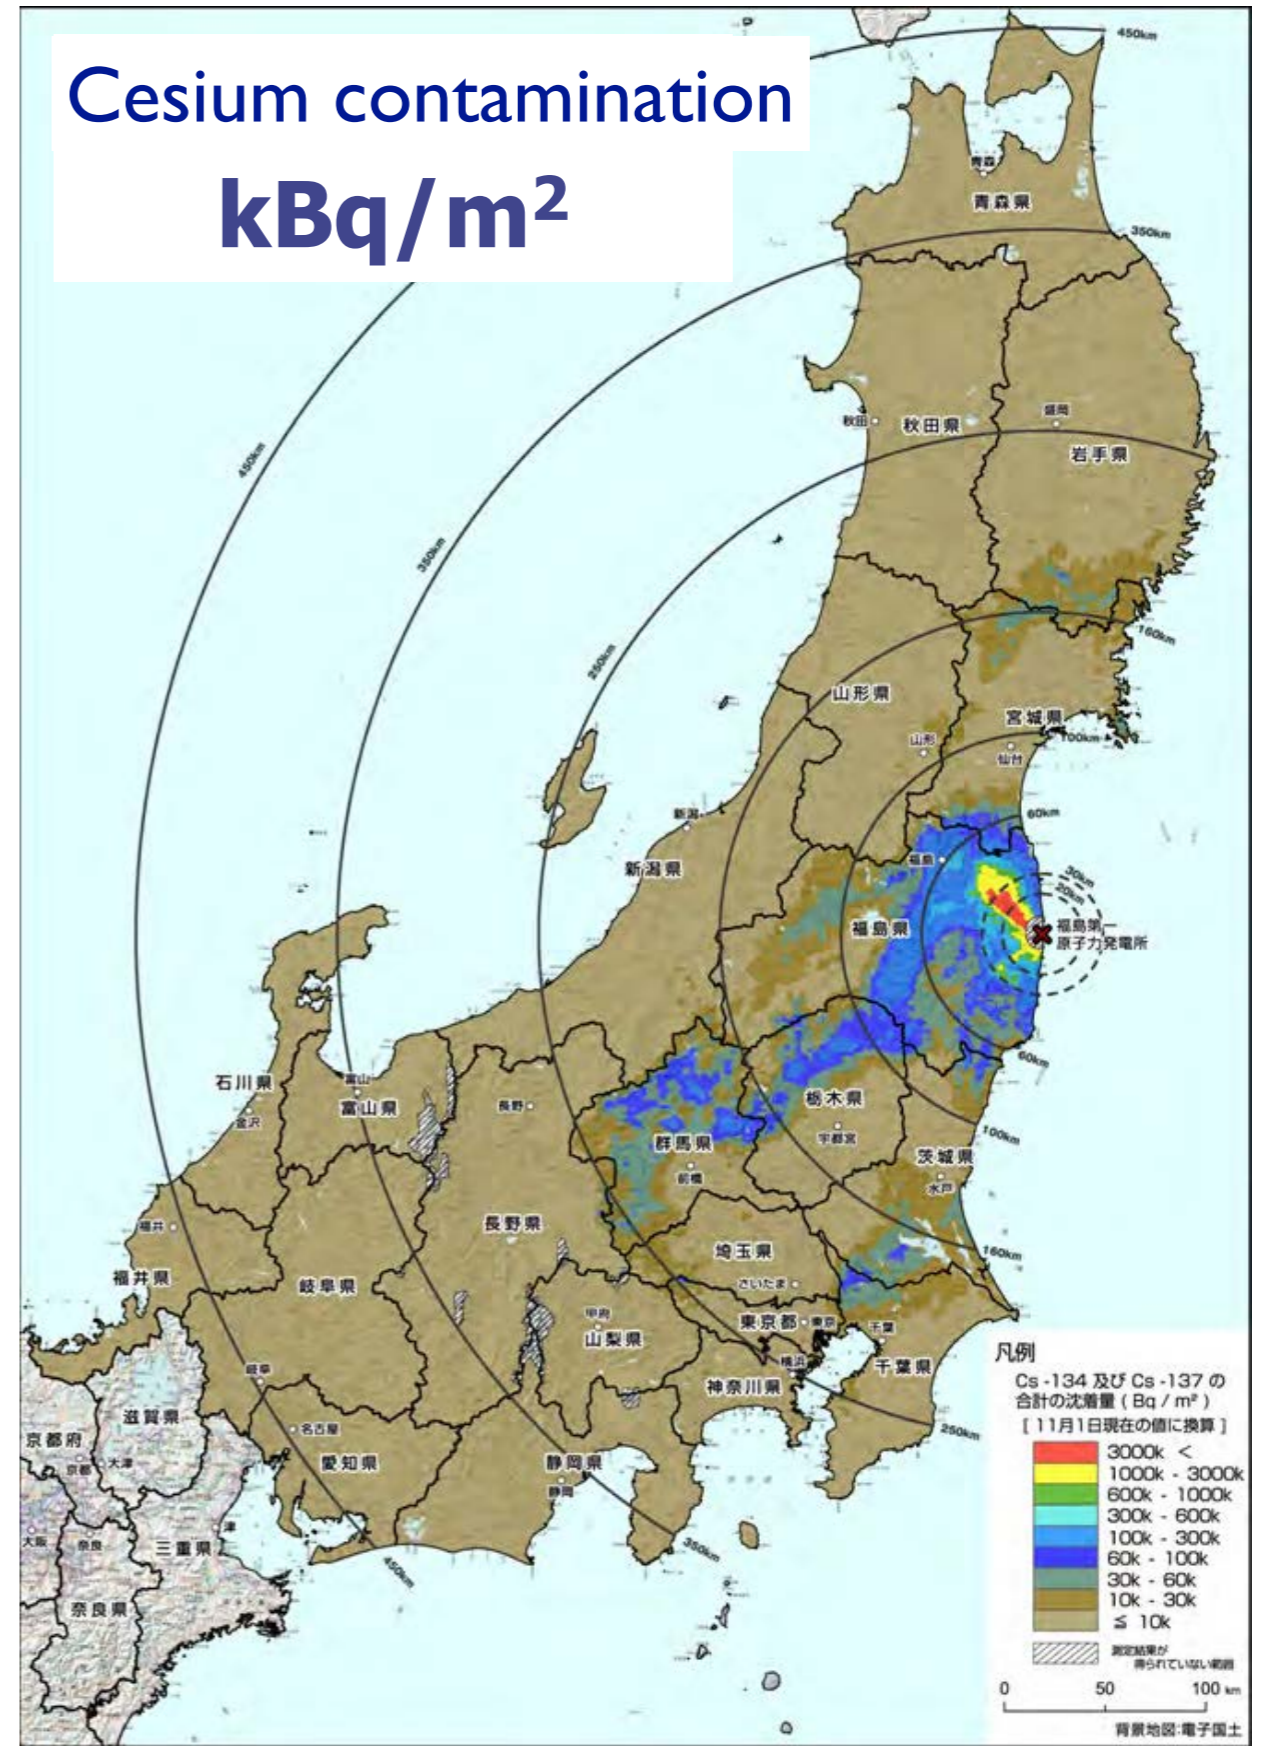 Cesium contamination
kBq/m²
450km
青森
青森県
350km
盛岡
秋田
秋田県
岩手県
450km
350km
160km
250km
山形県
宮城県
100km
山形
仙台
新潟
60km
新潟県
福島
30km
20km
福島県
福島第一
原子力発電所
60km
石川県
富山
長野
富山県
栃木県
金沢
宇都宮
100km
群馬県
茨城県
前橋
水戸
福井
長野県
埼玉県
160km
福井県
岐阜県
さいたま
甲府
山梨県
東京都
東京
千葉
岐阜
横浜
千葉県
神奈川県
滋賀県
名古屋
250km
京都府
愛知県
静岡県
京都
大津
静岡
津
大阪
奈良
三重県
350km
450km
奈良県
凡例
Cs -134 及び Cs -137 の
合計の沈着量 ( Bq / m² )
[ 11月1日現在の値に換算 ]
3000k <
1000k - 3000k
600k - 1000k
300k - 600k
100k - 300k
60k - 100k
30k - 60k
10k - 30k
≦ 10k
測定結果が
得られていない範囲
0 50 100 km
背景地図:電子国土